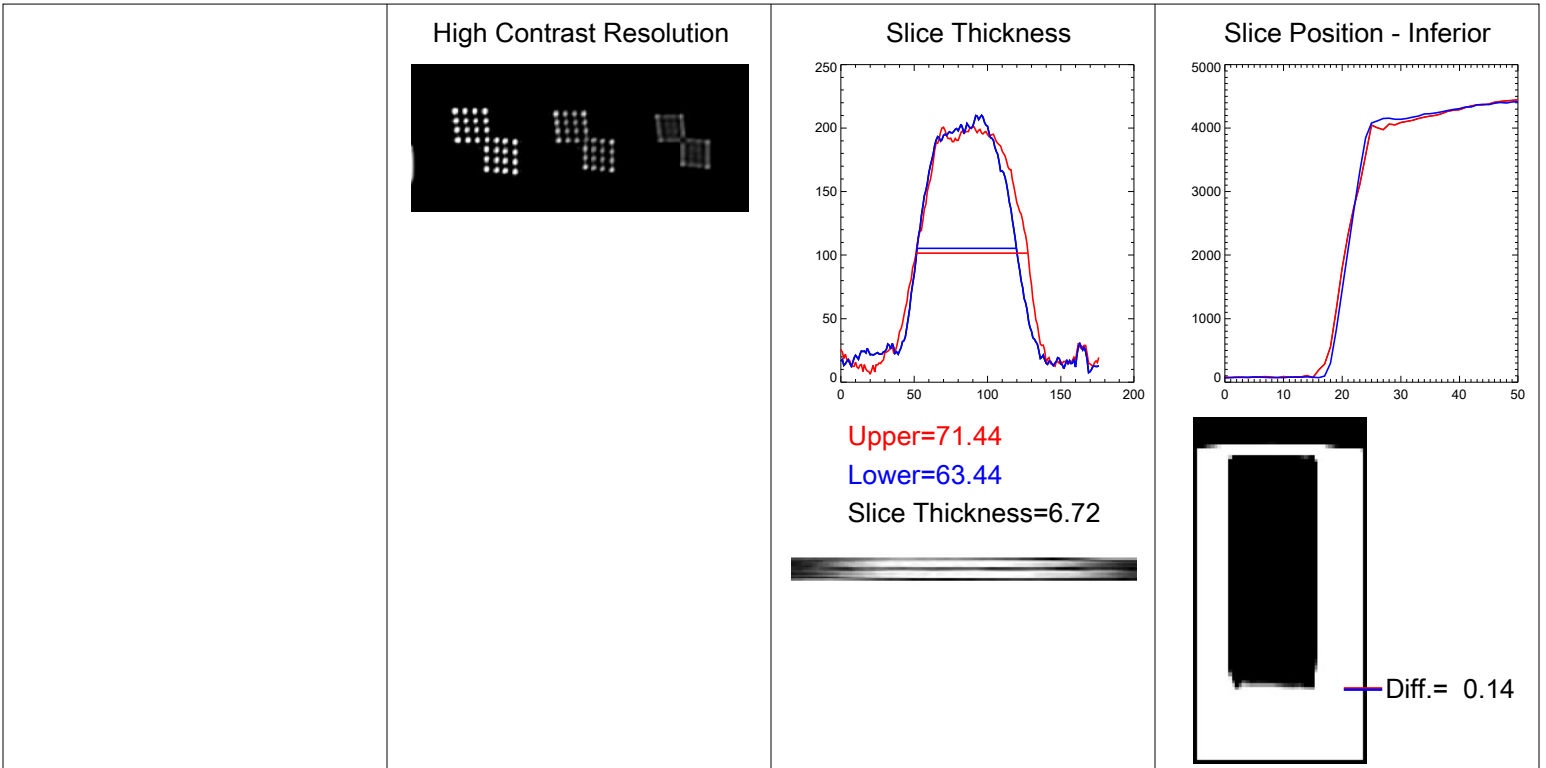 High Contrast Resolution
Slice Thickness
250
200
150
100
50
0
0 50 100 150 200
Upper=71.44
Lower=63.44
Slice Thickness=6.72
Slice Position - Inferior
5000
4000
3000
2000
1000
0
0 10 20 30 40 50
Diff.= 0.14